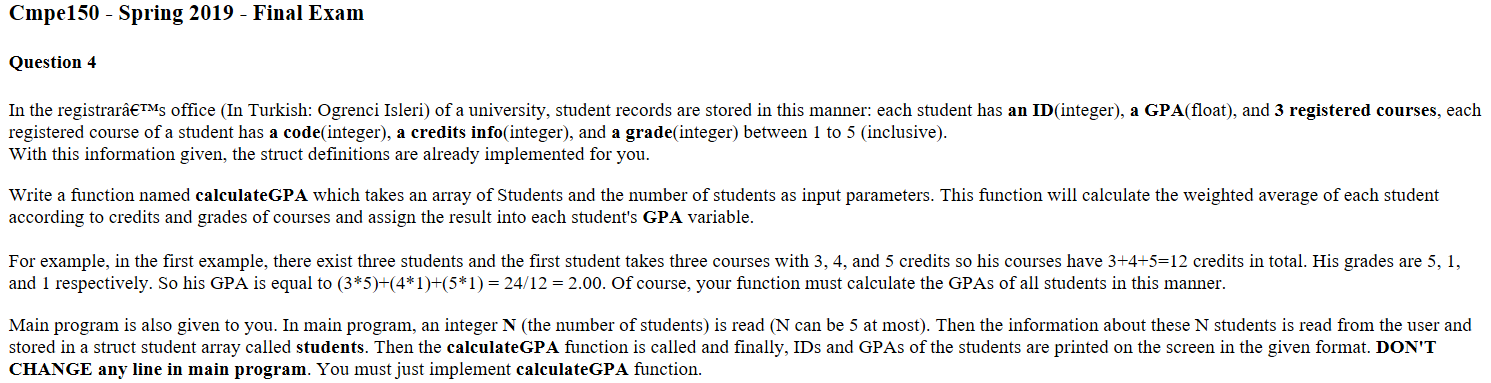 Cmpe150 - Spring 2019 - Final Exam
Question 4
In the registrarâ€™s office (In Turkish: Ogrenci Isleri) of a university, student records are stored in this manner: each student has an ID(integer), a GPA(float), and 3 registered courses, each
registered course of a student has a code(integer), a credits info(integer), and a grade(integer) between 1 to 5 (inclusive).
With this information given, the struct definitions are already implemented for you.
Write a function named calculateGPA which takes an array of Students and the number of students as input parameters. This function will calculate the weighted average of each student
according to credits and grades of courses and assign the result into each student's GPA variable.
For example, in the first example, there exist three students and the first student takes three courses with 3, 4, and 5 credits so his courses have 3+4+5=12 credits in total. His grades are 5, 1,
and 1 respectively. So his GPA is equal to (3*5)+(4*1)+(5*1) = 24/12 = 2.00. Of course, your function must calculate the GPAs of all students in this manner.
Main program is also given to you. In main program, an integer N (the number of students) is read (N can be 5 at most). Then the information about these N students is read from the user and
stored in a struct student array called students. Then the calculateGPA function is called and finally, IDs and GPAs of the students are printed on the screen in the given format. DON'T
CHANGE any line in main program. You must just implement calculateGPA function.